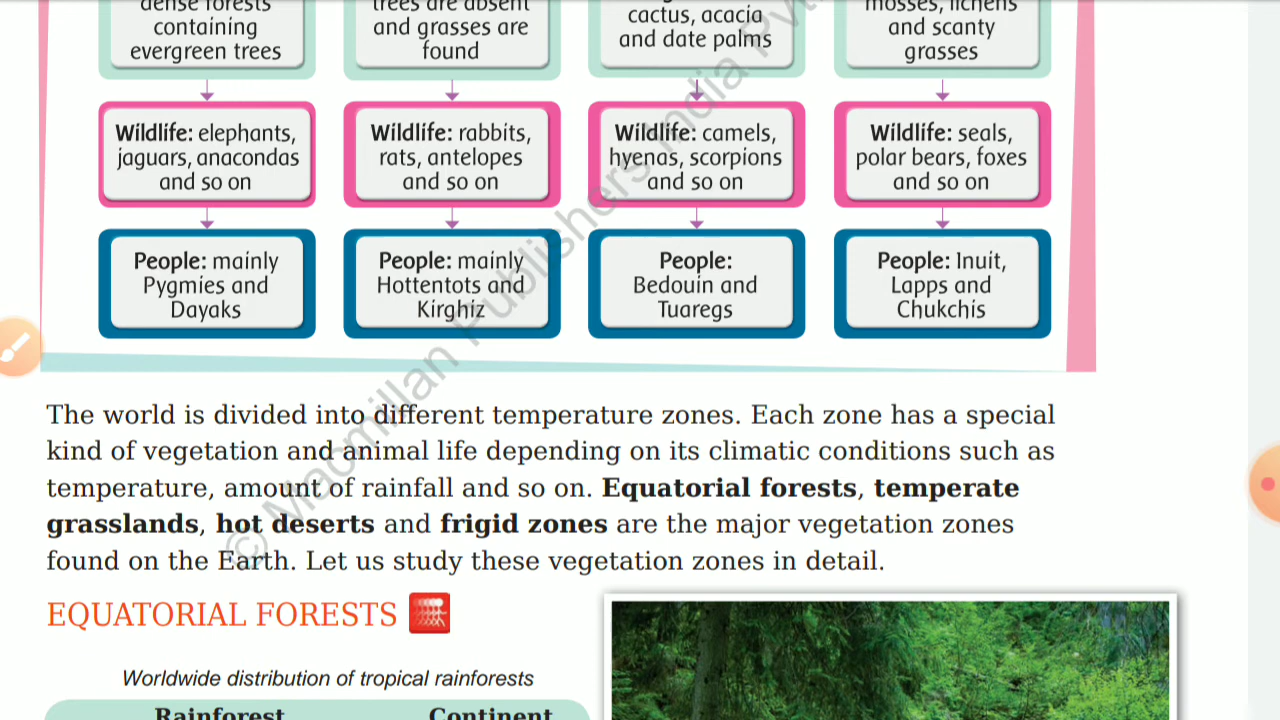 dense forests
containing
evergreen trees
trees are absent
and grasses are
found
cactus, acacia
and date palms
mosses, lichens
and scanty
grasses
Wildlife: elephants,
jaguars, anacondas
and so on
Wildlife: rabbits,
rats, antelopes
and so on
Wildlife: camels,
hyenas, scorpions
and so on
Wildlife: seals,
polar bears, foxes
and so on
People: mainly
Pygmies and
Dayaks
People: mainly
Hottentots and
Kirghiz
People:
Bedouin and
Tuaregs
People: Inuit,
Lapps and
Chukchis
The world is divided into different temperature zones. Each zone has a special
kind of vegetation and animal life depending on its climatic conditions such as
temperature, amount of rainfall and so on. Equatorial forests, temperate
grasslands, hot deserts and frigid zones are the major vegetation zones
found on the Earth. Let us study these vegetation zones in detail.
EQUATORIAL FORESTS
Worldwide distribution of tropical rainforests
Rainforest Continent
© Macmillan Publishers India Pvt